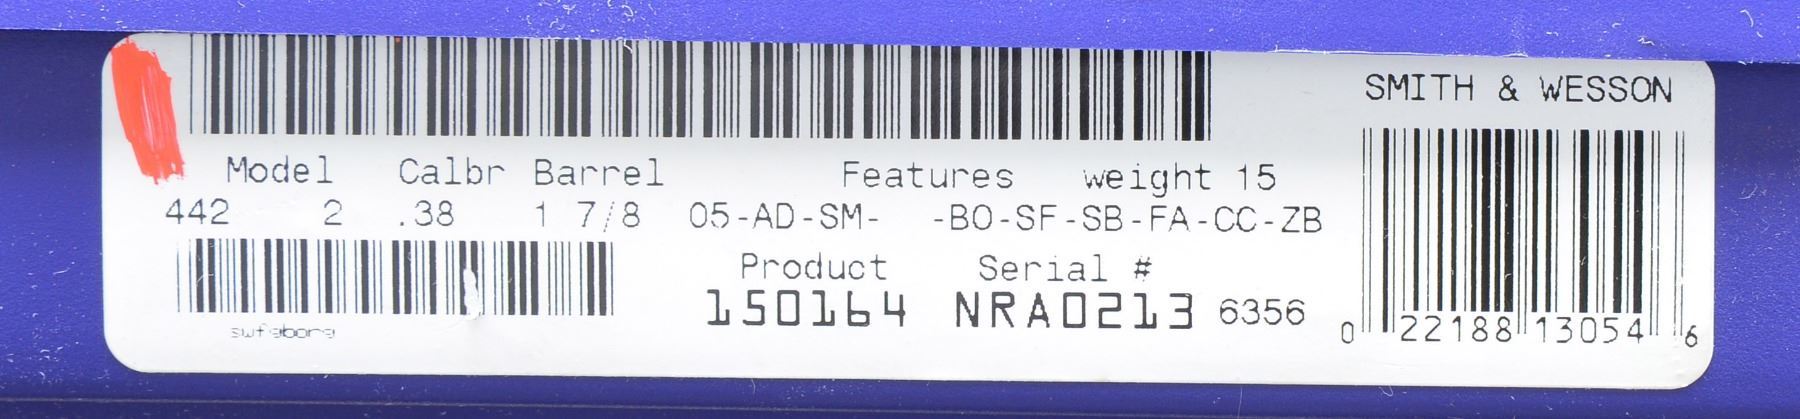 SMITH & WESSON
Model Calbr Barrel Features weight 15
442 2 .38 1 7/8 05-AD-SM- -BO-SF-SB-FA-CC-ZB
Product Serial #
150164 NRA0213 6356
0 22188 13054 6